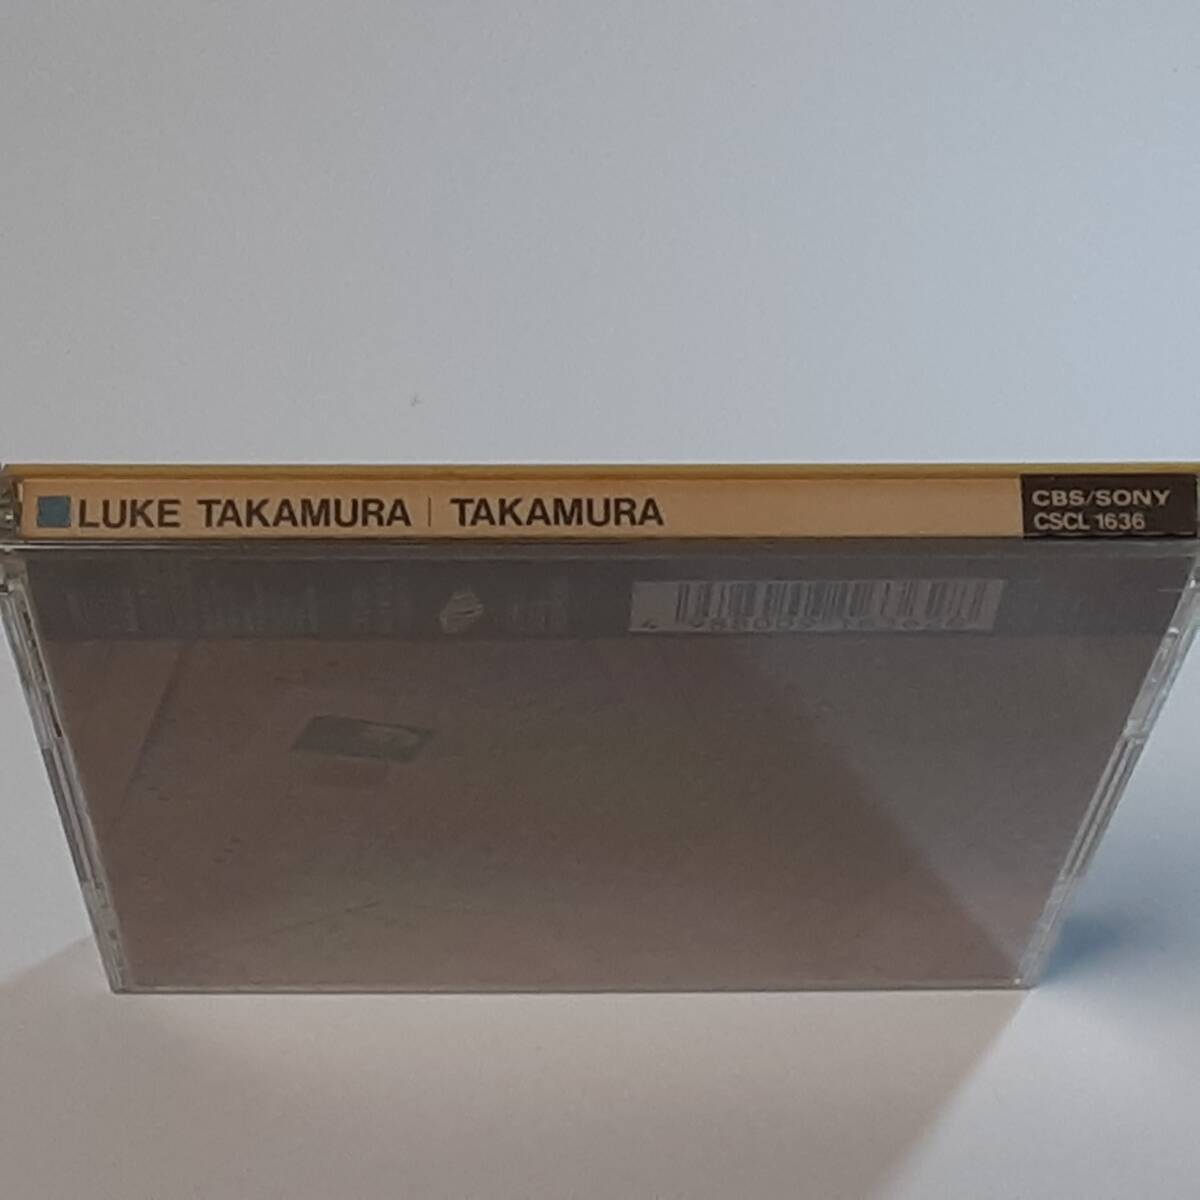 LUKE TAKAMURA | TAKAMURA
CBS/SONY
CSCL 1636